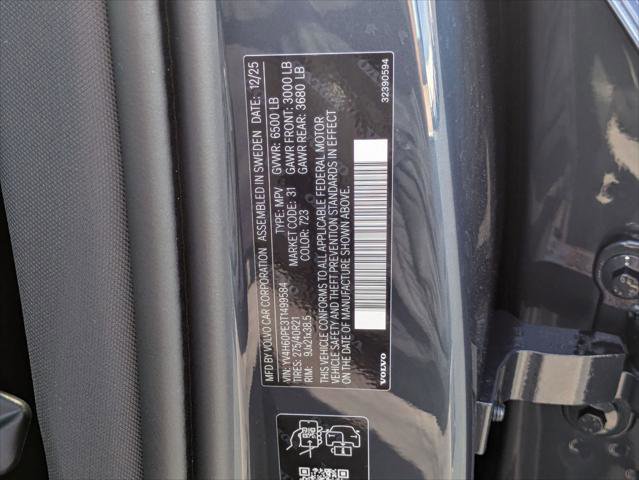 MFD BY VOLVO CAR CORPORATION ASSEMBLED IN SWEDEN DATE: 12/25
VIN: YV4H60PE3T1499584 TYPE: MPV GVWR: 6500 LB
TIRES: 275/40R21 MARKET CODE: 31 GAWR FRONT: 3000 LB
RIM: 9Jx21x38.5 COLOR: 723 GAWR REAR: 3680 LB
THIS VEHICLE CONFORMS TO ALL APPLICABLE FEDERAL MOTOR
VEHICLE SAFETY AND THEFT PREVENTION STANDARDS IN EFFECT
ON THE DATE OF MANUFACTURE SHOWN ABOVE.
VOLVO 32390594